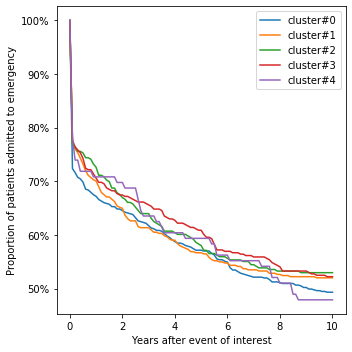 100%
90%
80%
70%
60%
50%
Proportion of patients admitted to emergency
cluster#0
cluster#1
cluster#2
cluster#3
cluster#4
0 2 4 6 8 10
Years after event of interest